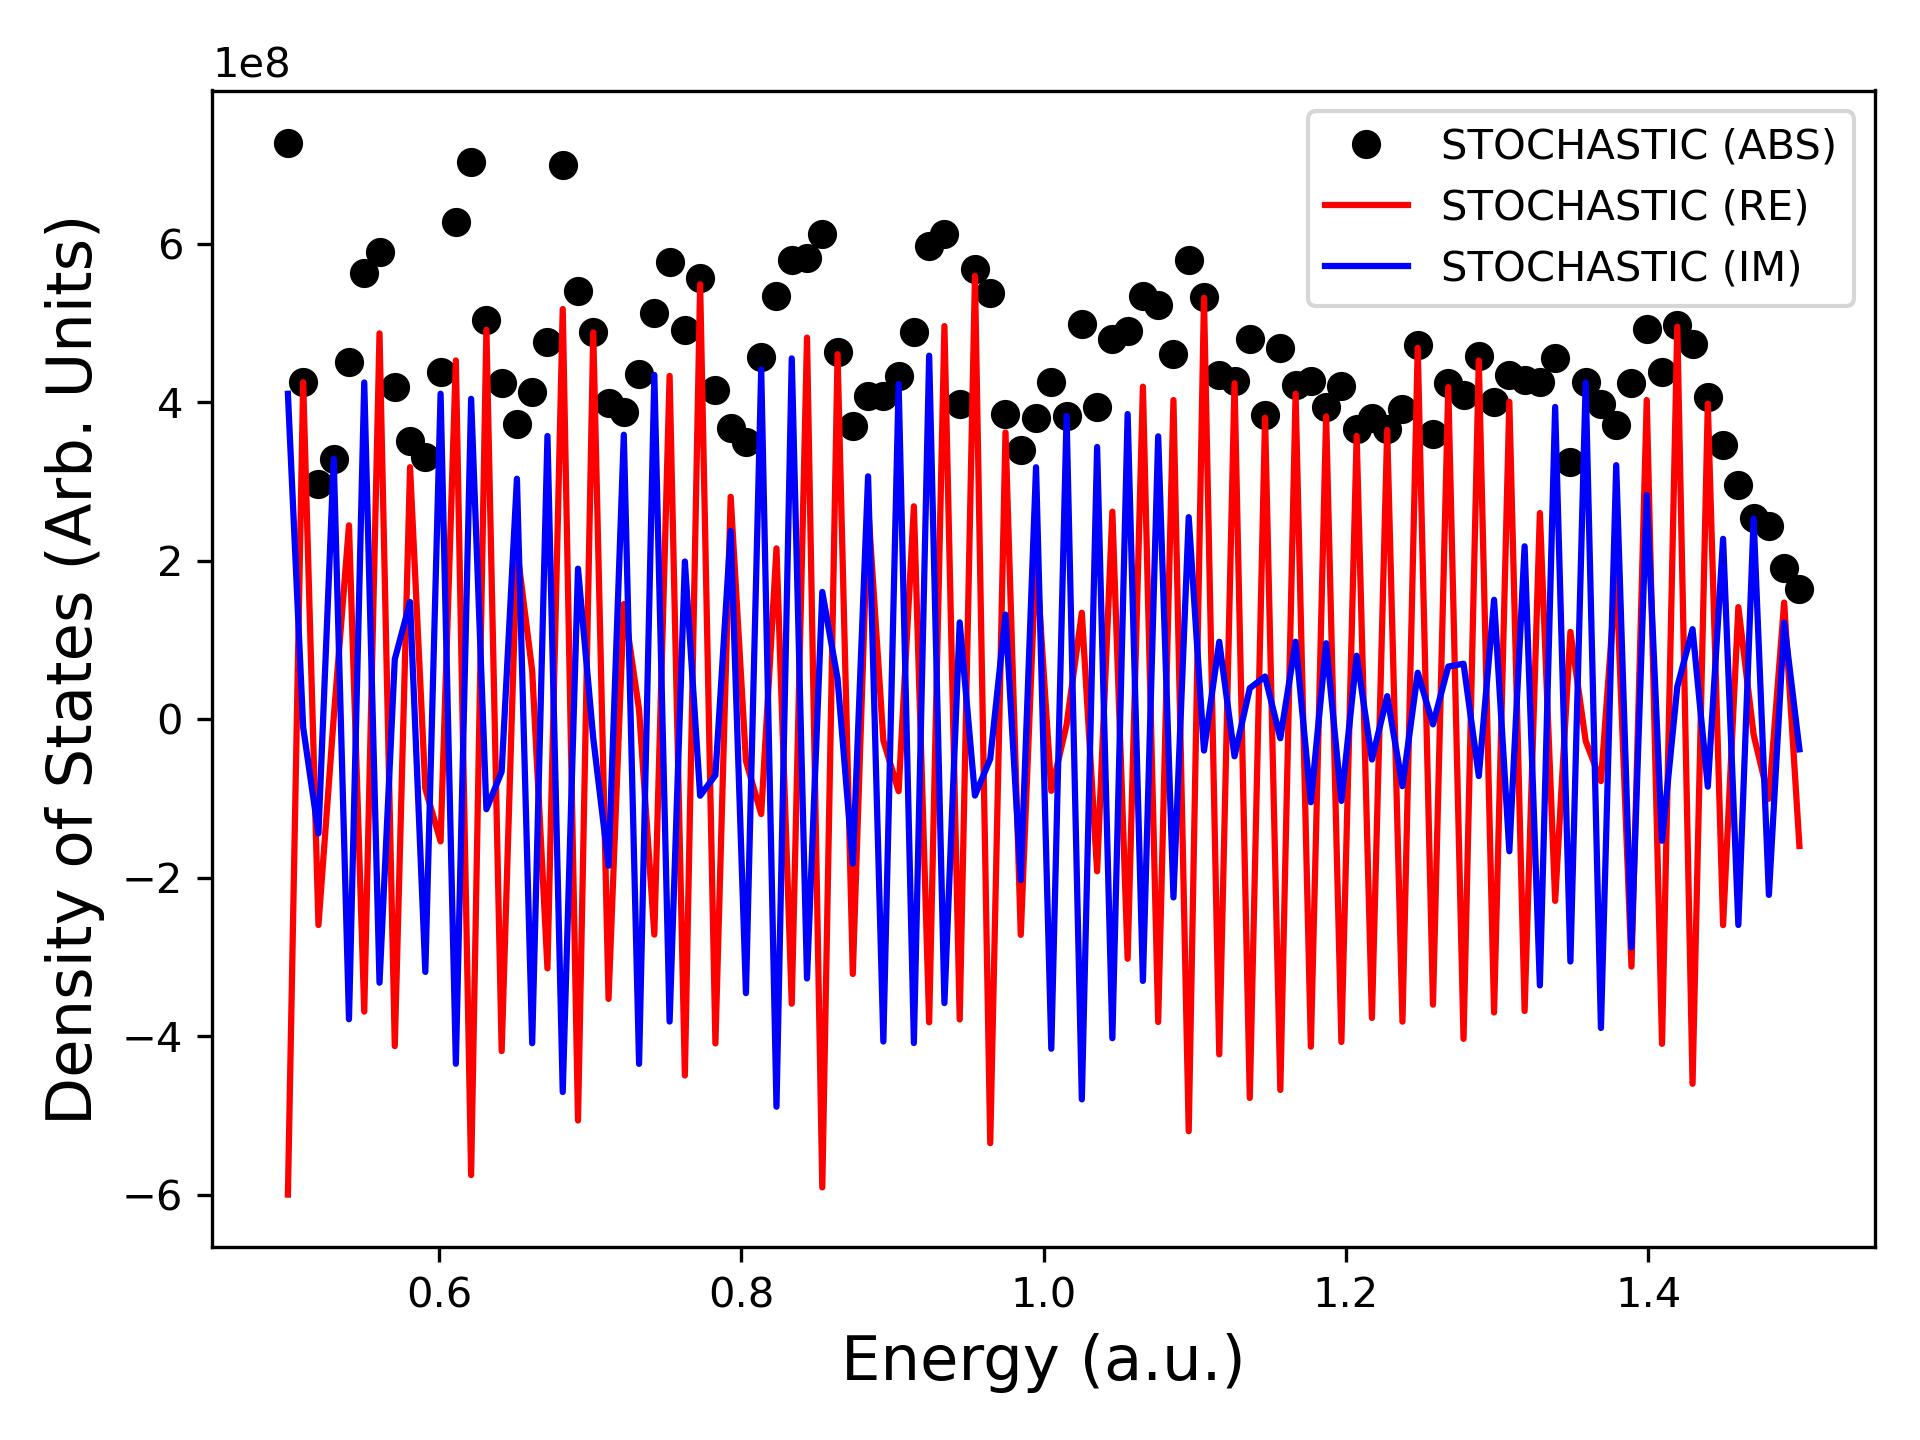 1e8
STOCHASTIC (ABS)
STOCHASTIC (RE)
STOCHASTIC (IM)
Density of States (Arb. Units)
6
4
2
0
−2
−4
−6
0.6 0.8 1.0 1.2 1.4
Energy (a.u.)